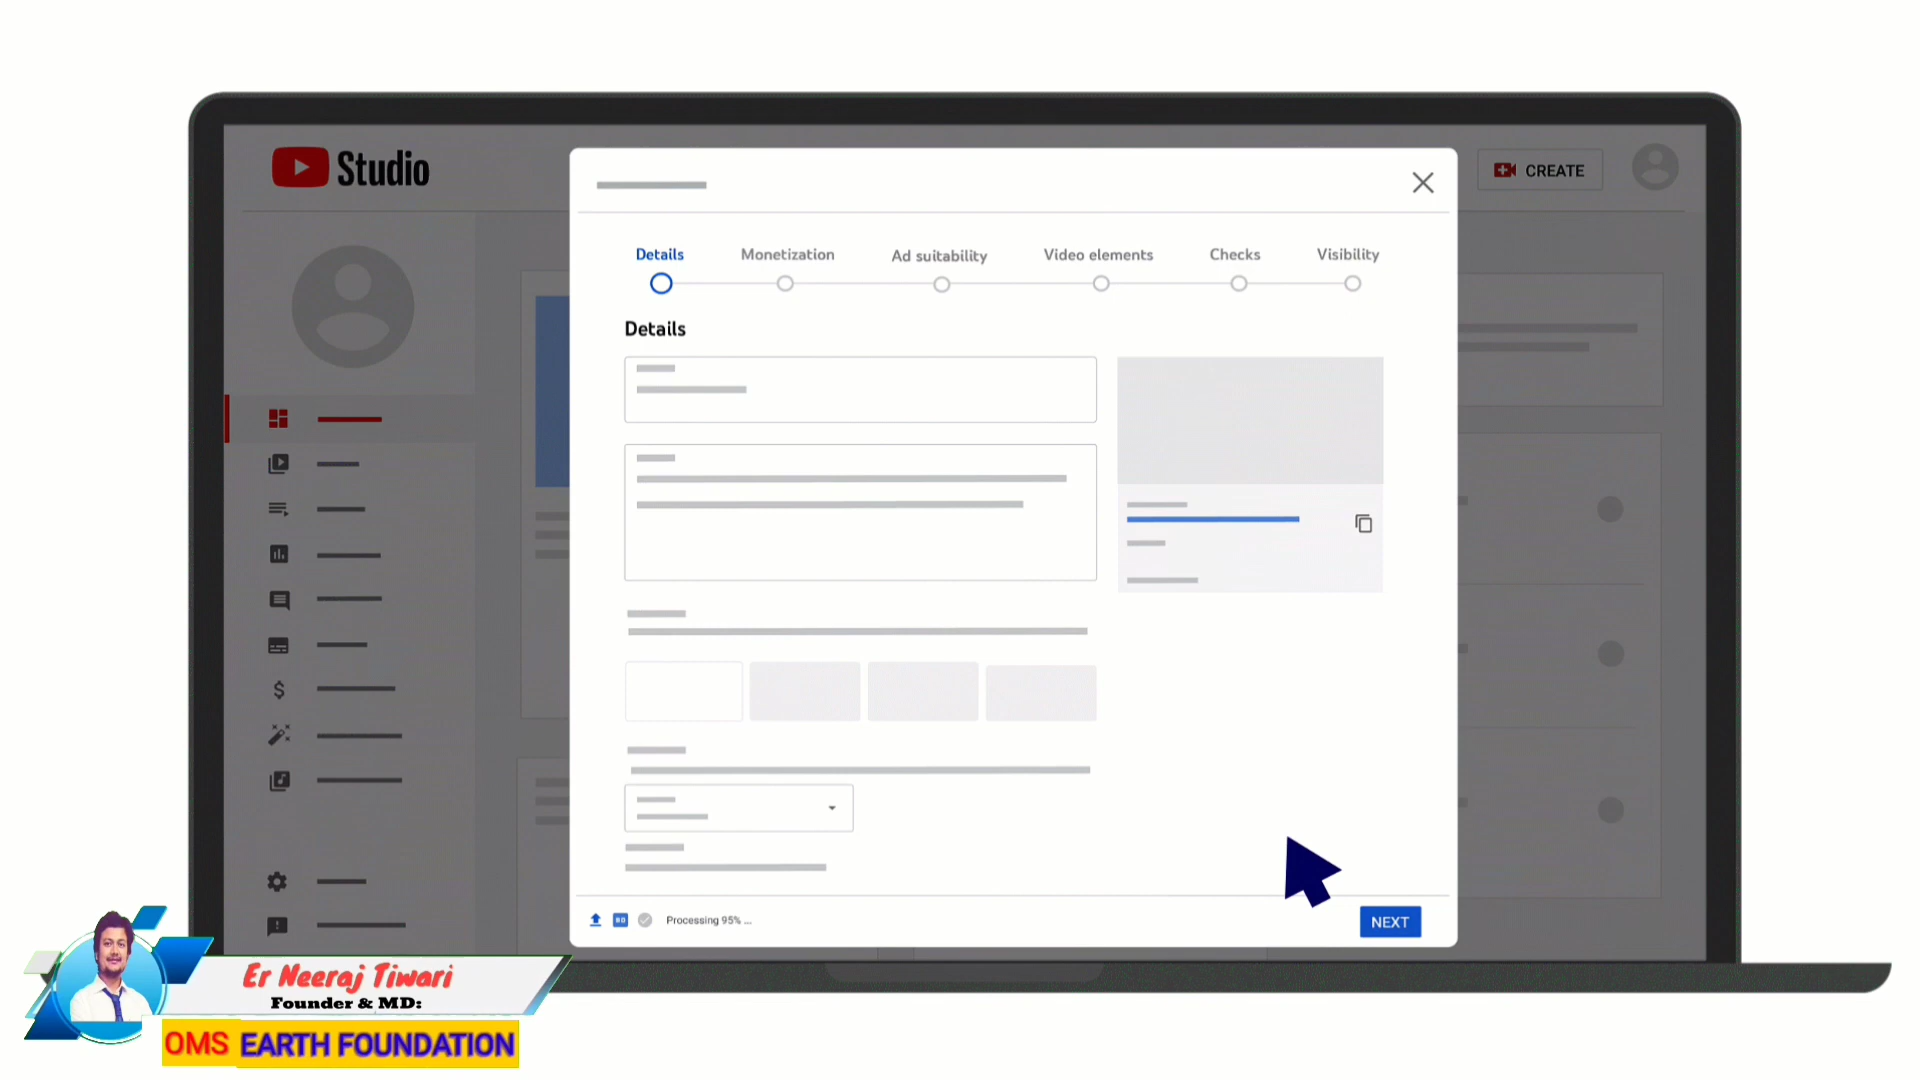 Studio
CREATE
Details
Monetization
Ad suitability
Video elements
Checks
Visibility
Details
Processing 95% ...
NEXT
Er Neeraj Tiwari
Founder & MD:
OMS EARTH FOUNDATION